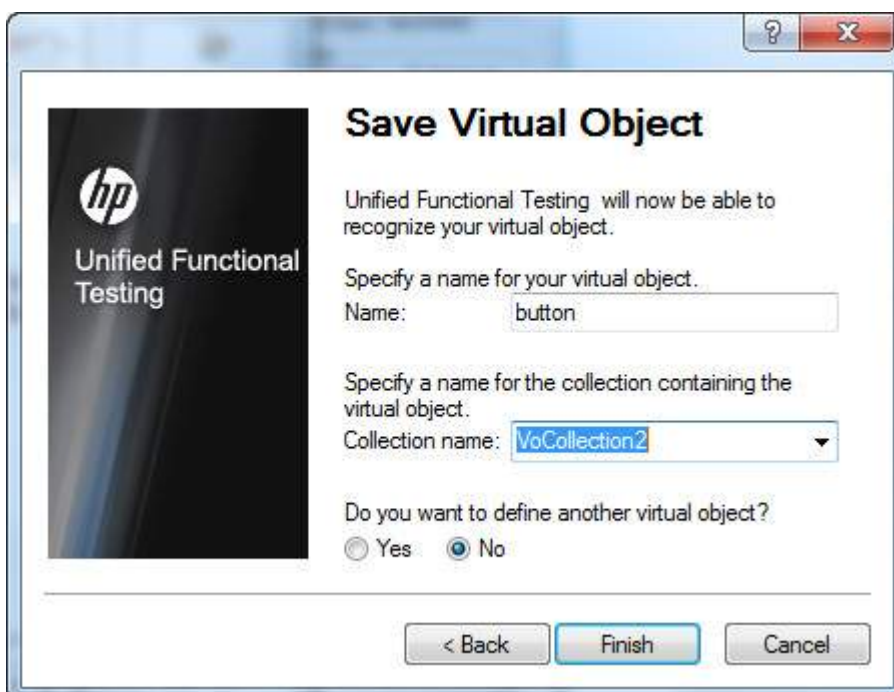 Save Virtual Object
hp
Unified Functional
Testing
Unified Functional Testing will now be able to
recognize your virtual object.
Specify a name for your virtual object.
Name: button
Specify a name for the collection containing the
virtual object.
Collection name: VoCollection2
Do you want to define another virtual object?
Yes No
< Back Finish Cancel